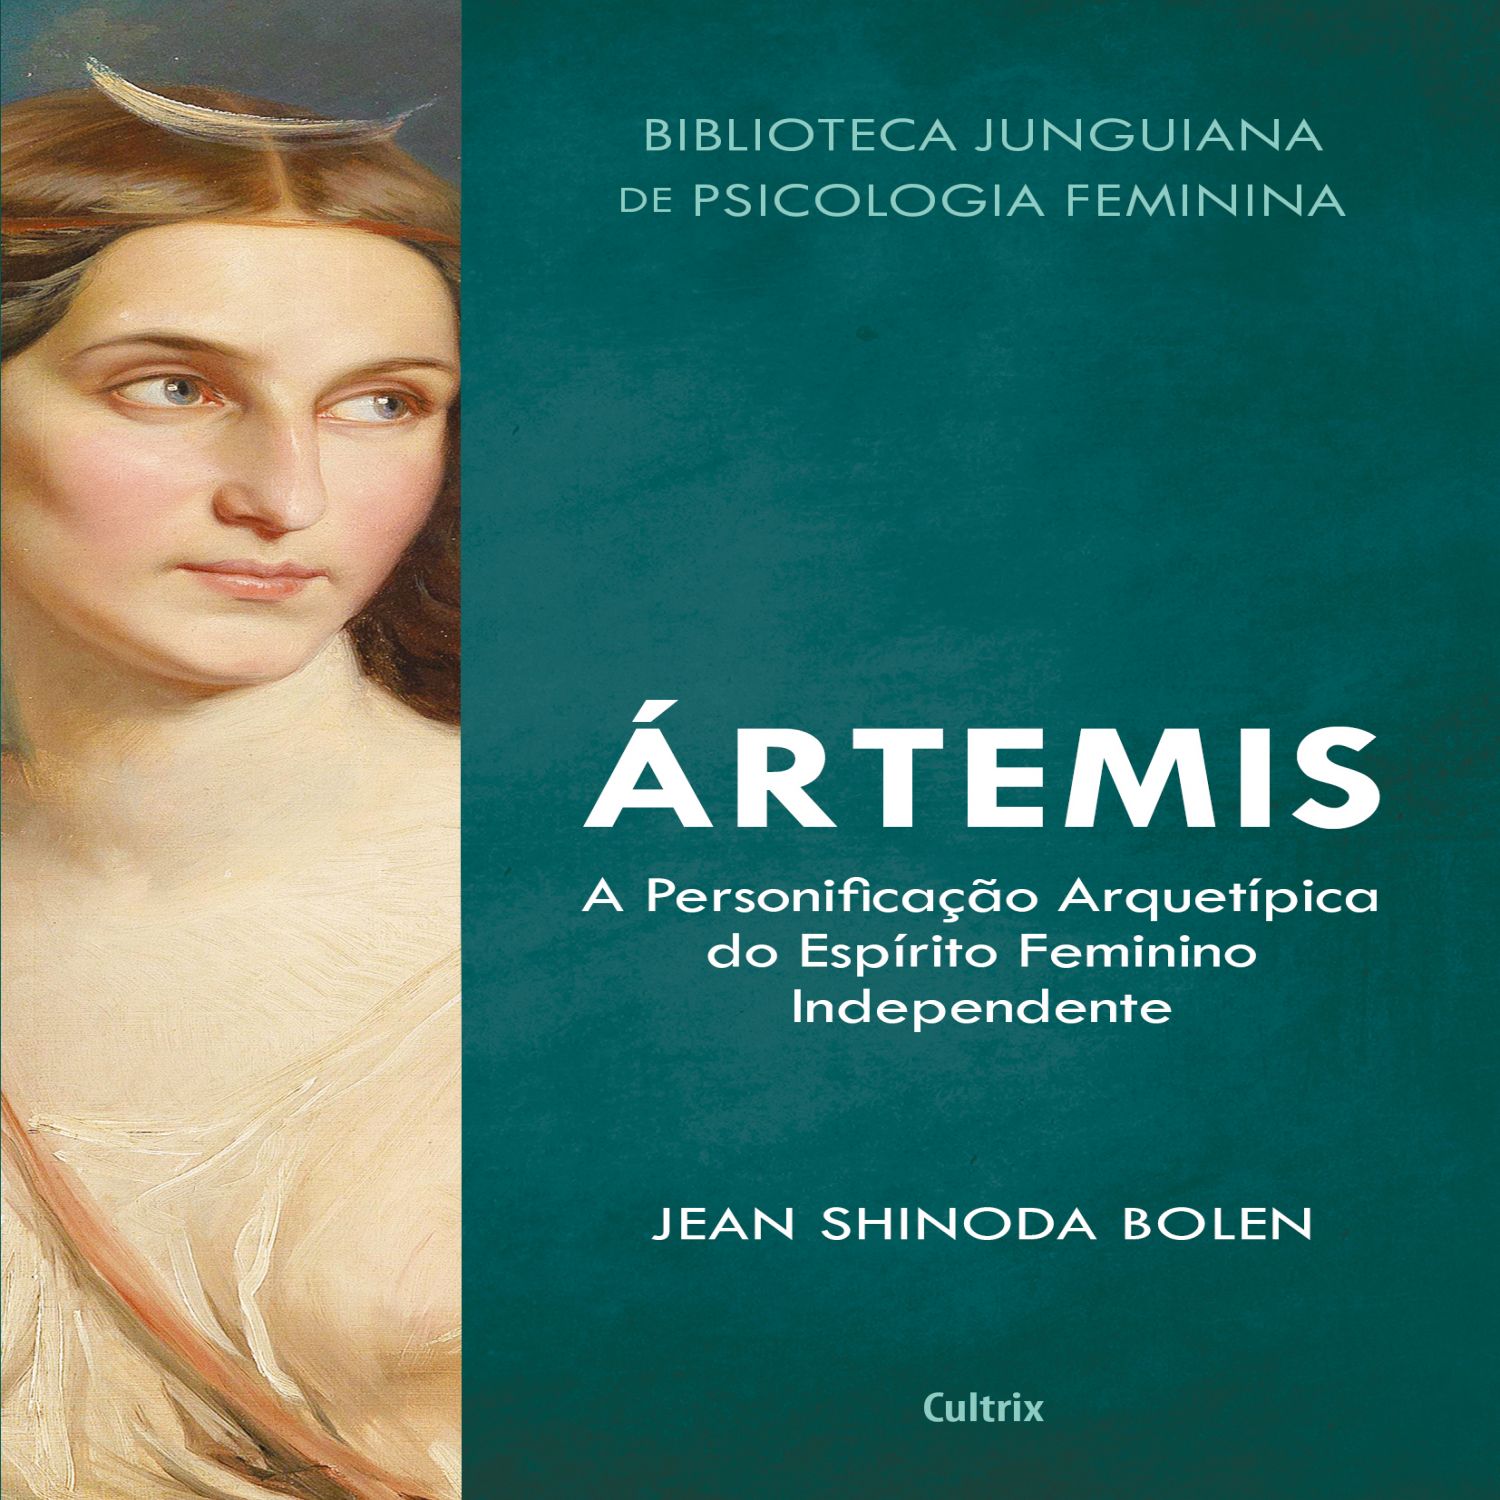 BIBLIOTECA JUNGUIANA
DE PSICOLOGIA FEMININA
ÁRTEMIS
A Personificação Arquetípica
do Espírito Feminino
Independente
JEAN SHINODA BOLEN
Cultrix